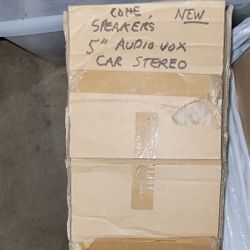 CONE, NEW
SPEAKERS
5" AUDIO VOX
CAR STEREO